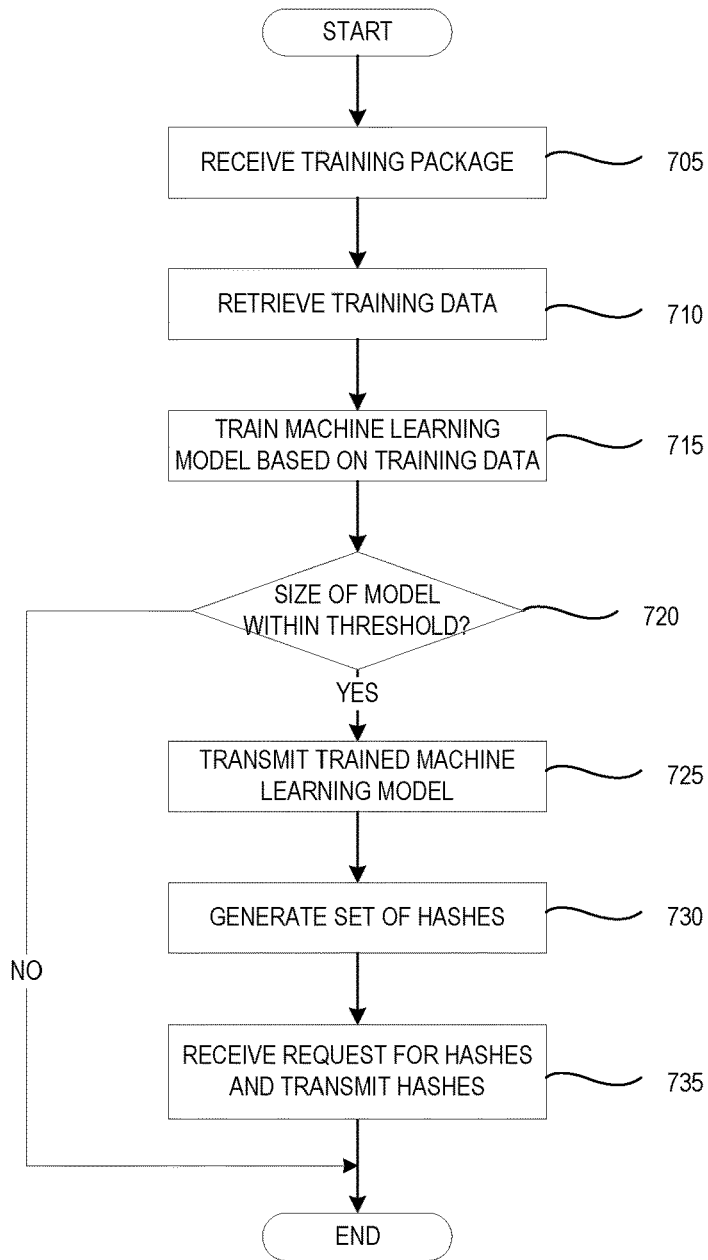 START
RECEIVE TRAINING PACKAGE
705
RETRIEVE TRAINING DATA
710
TRAIN MACHINE LEARNING
MODEL BASED ON TRAINING DATA
715
SIZE OF MODEL
WITHIN THRESHOLD?
720
YES
TRANSMIT TRAINED MACHINE
LEARNING MODEL
725
GENERATE SET OF HASHES
730
NO
RECEIVE REQUEST FOR HASHES
AND TRANSMIT HASHES
735
END